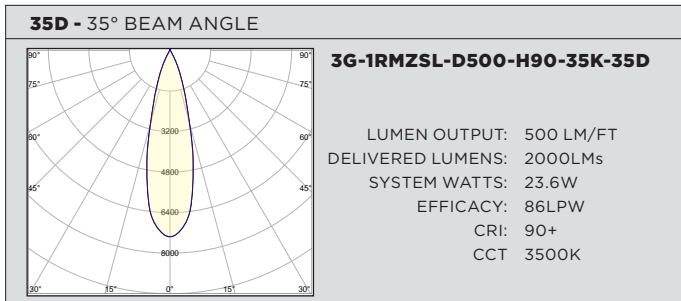 35D - 35° BEAM ANGLE
3G-1RMZSL-D500-H90-35K-35D
90° 90°
75° 75°
60° 3200 60°
4800
45° 45°
6400
8000
30° 15° 0° 15° 30°
LUMEN OUTPUT: 500 LM/FT
DELIVERED LUMENS: 2000LMs
SYSTEM WATTS: 23.6W
EFFICACY: 86LPW
CRI: 90+
CCT 3500K